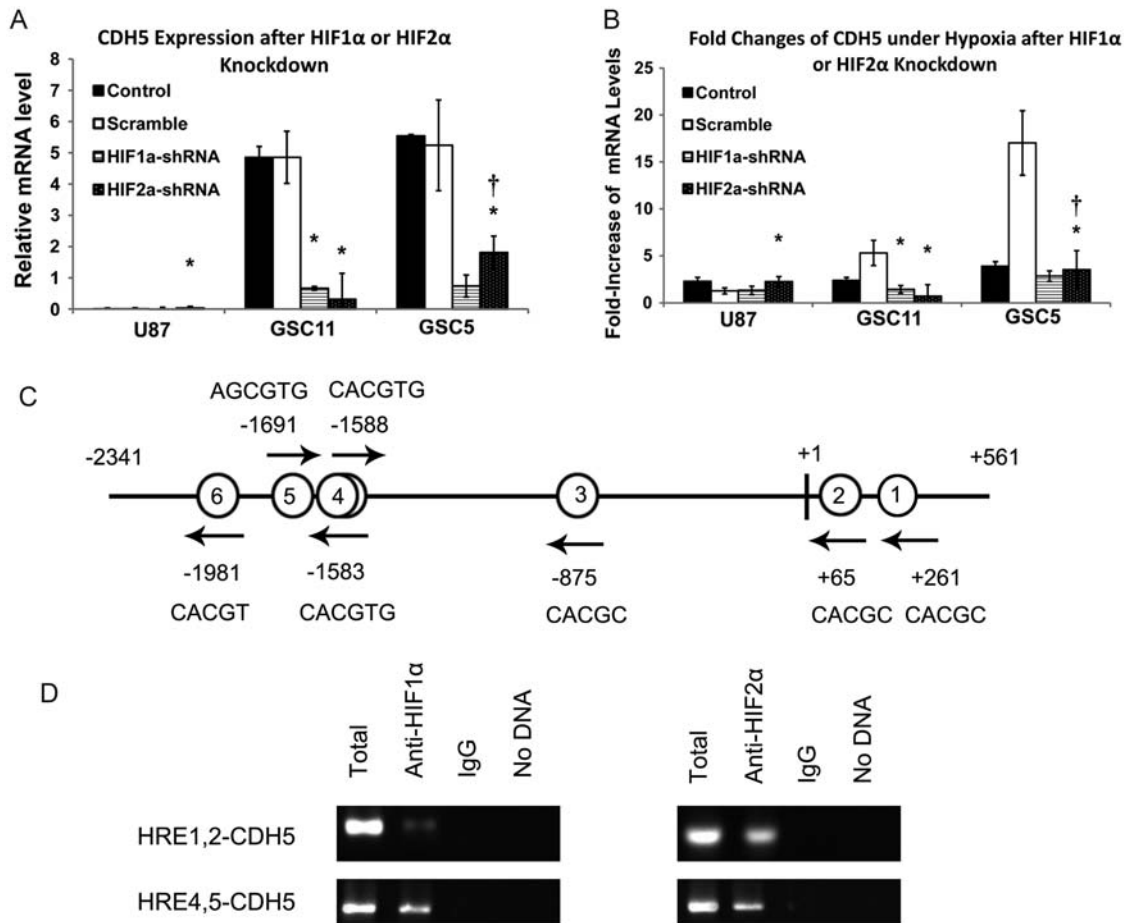 A
CDH5 Expression after HIF1α or HIF2α
Knockdown
Relative mRNA level
8
7
6
5
4
3
2
1
0
Control
Scramble
HIF1a-shRNA
HIF2a-shRNA
*
*
*
†
*
U87
GSC11
GSC5
B
Fold Changes of CDH5 under Hypoxia after HIF1α
or HIF2α Knockdown
Fold-Increase of mRNA Levels
25
20
15
10
5
0
Control
Scramble
HIF1a-shRNA
HIF2a-shRNA
*
*
*
†
*
U87
GSC11
GSC5
C
AGCGTG
CACGTG
-1691
-1588
-2341
+1
+561
6
5
4
3
2
1
-1981
-1583
-875
+65
+261
CACGT
CACGTG
CACGC
CACGC
CACGC
D
Total
Anti-HIF1α
IgG
No DNA
Total
Anti-HIF2α
IgG
No DNA
HRE1,2-CDH5
HRE4,5-CDH5